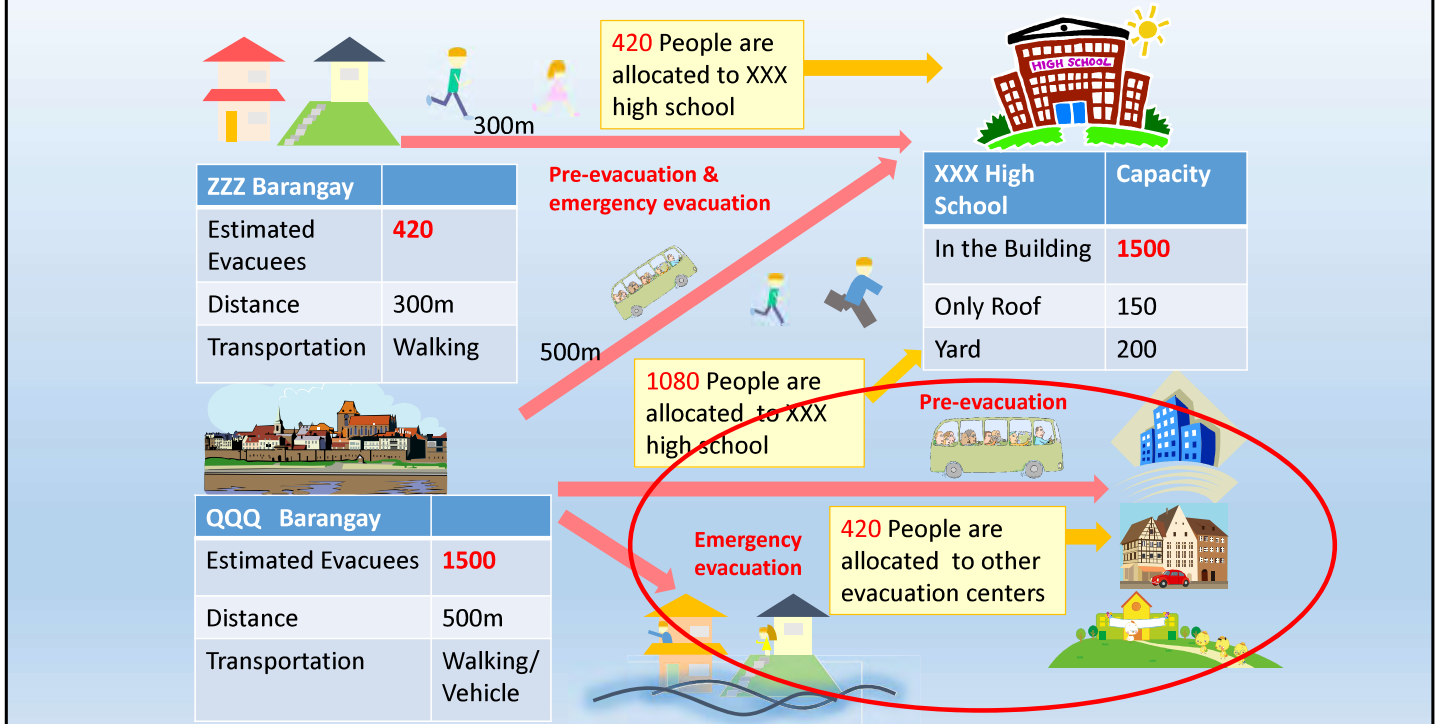 420 People are
allocated to XXX
high school
HIGH SCHOOL
300m
Pre-evacuation &
emergency evacuation
ZZZ Barangay
Estimated
Evacuees
420
Distance
300m
Transportation
Walking
XXX High
School
Capacity
In the Building
1500
Only Roof
150
Yard
200
500m
1080 People are
allocated to XXX
high school
Pre-evacuation
QQQ Barangay
Estimated Evacuees
1500
Distance
500m
Transportation
Walking/
Vehicle
Emergency
evacuation
420 People are
allocated to other
evacuation centers